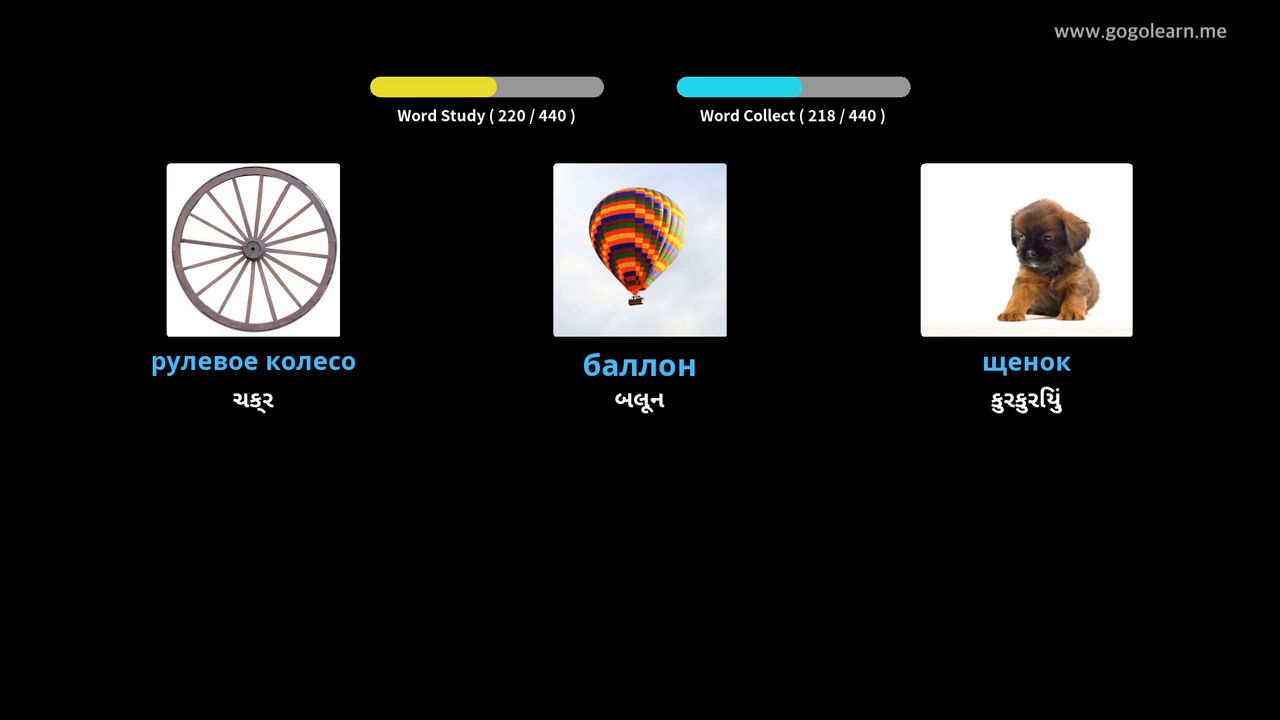 www.gogolearn.me
Word Study ( 220 / 440 )
Word Collect ( 218 / 440 )
рулевое колесо
баллон
щенок
ચક્ર
બલૂન
કુરકુરિયું